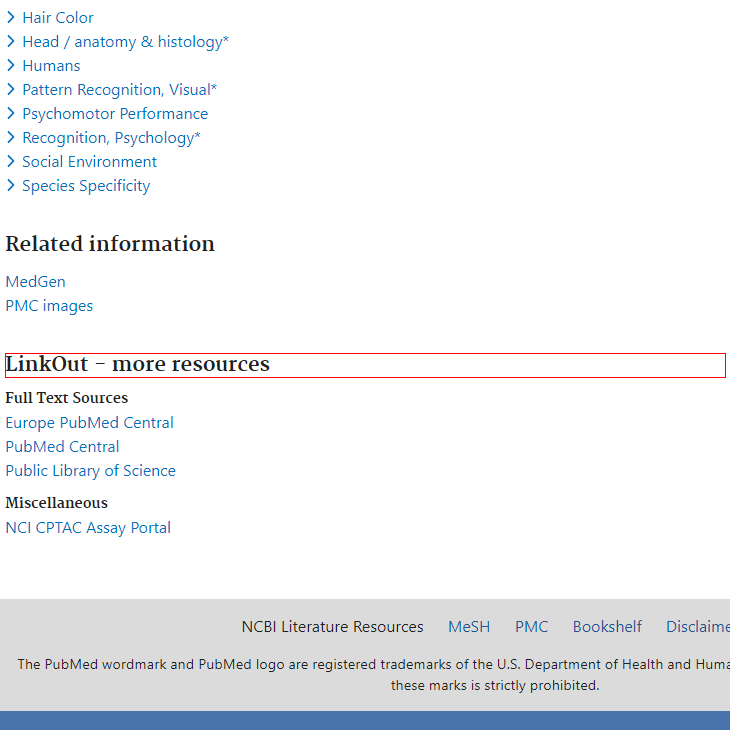 Hair Color
Head / anatomy & histology*
Humans
Pattern Recognition, Visual*
Psychomotor Performance
Recognition, Psychology*
Social Environment
Species Specificity
Related information
MedGen
PMC images
LinkOut - more resources
Full Text Sources
Europe PubMed Central
PubMed Central
Public Library of Science
Miscellaneous
NCI CPTAC Assay Portal
NCBI Literature Resources MeSH PMC Bookshelf Disclaime
The PubMed wordmark and PubMed logo are registered trademarks of the U.S. Department of Health and Huma
these marks is strictly prohibited.